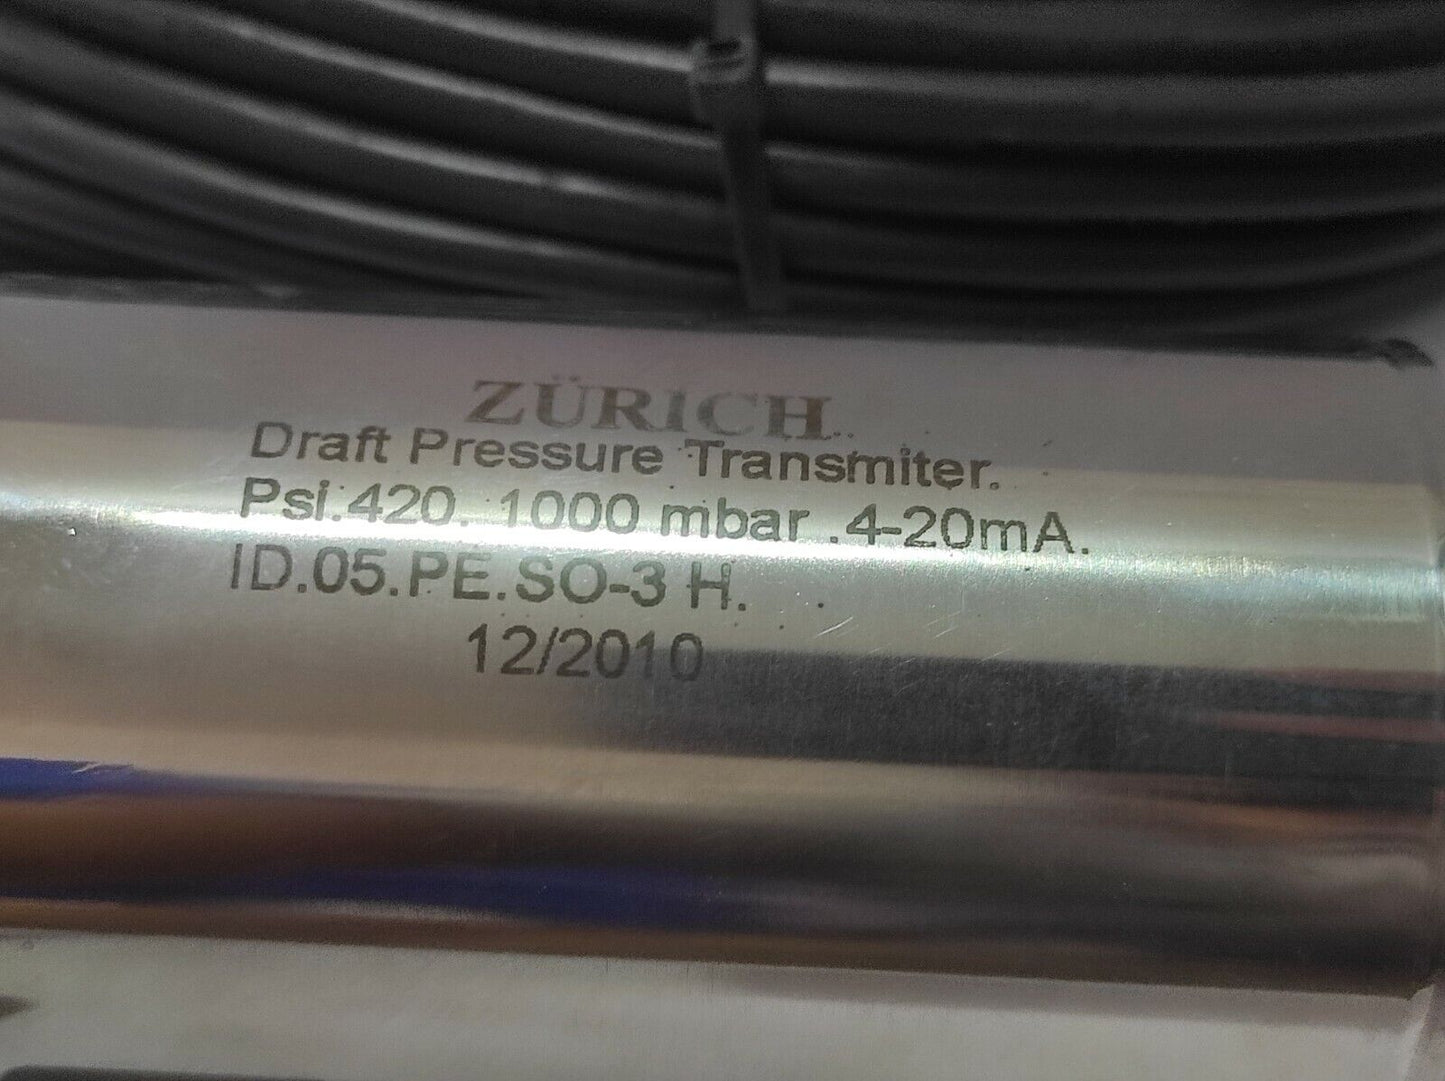 ZÜRICH
Draft Pressure Transmiter.
Psi.420. 1000 mbar .4-20mA.
ID.05.PE.SO-3 H.
12/2010